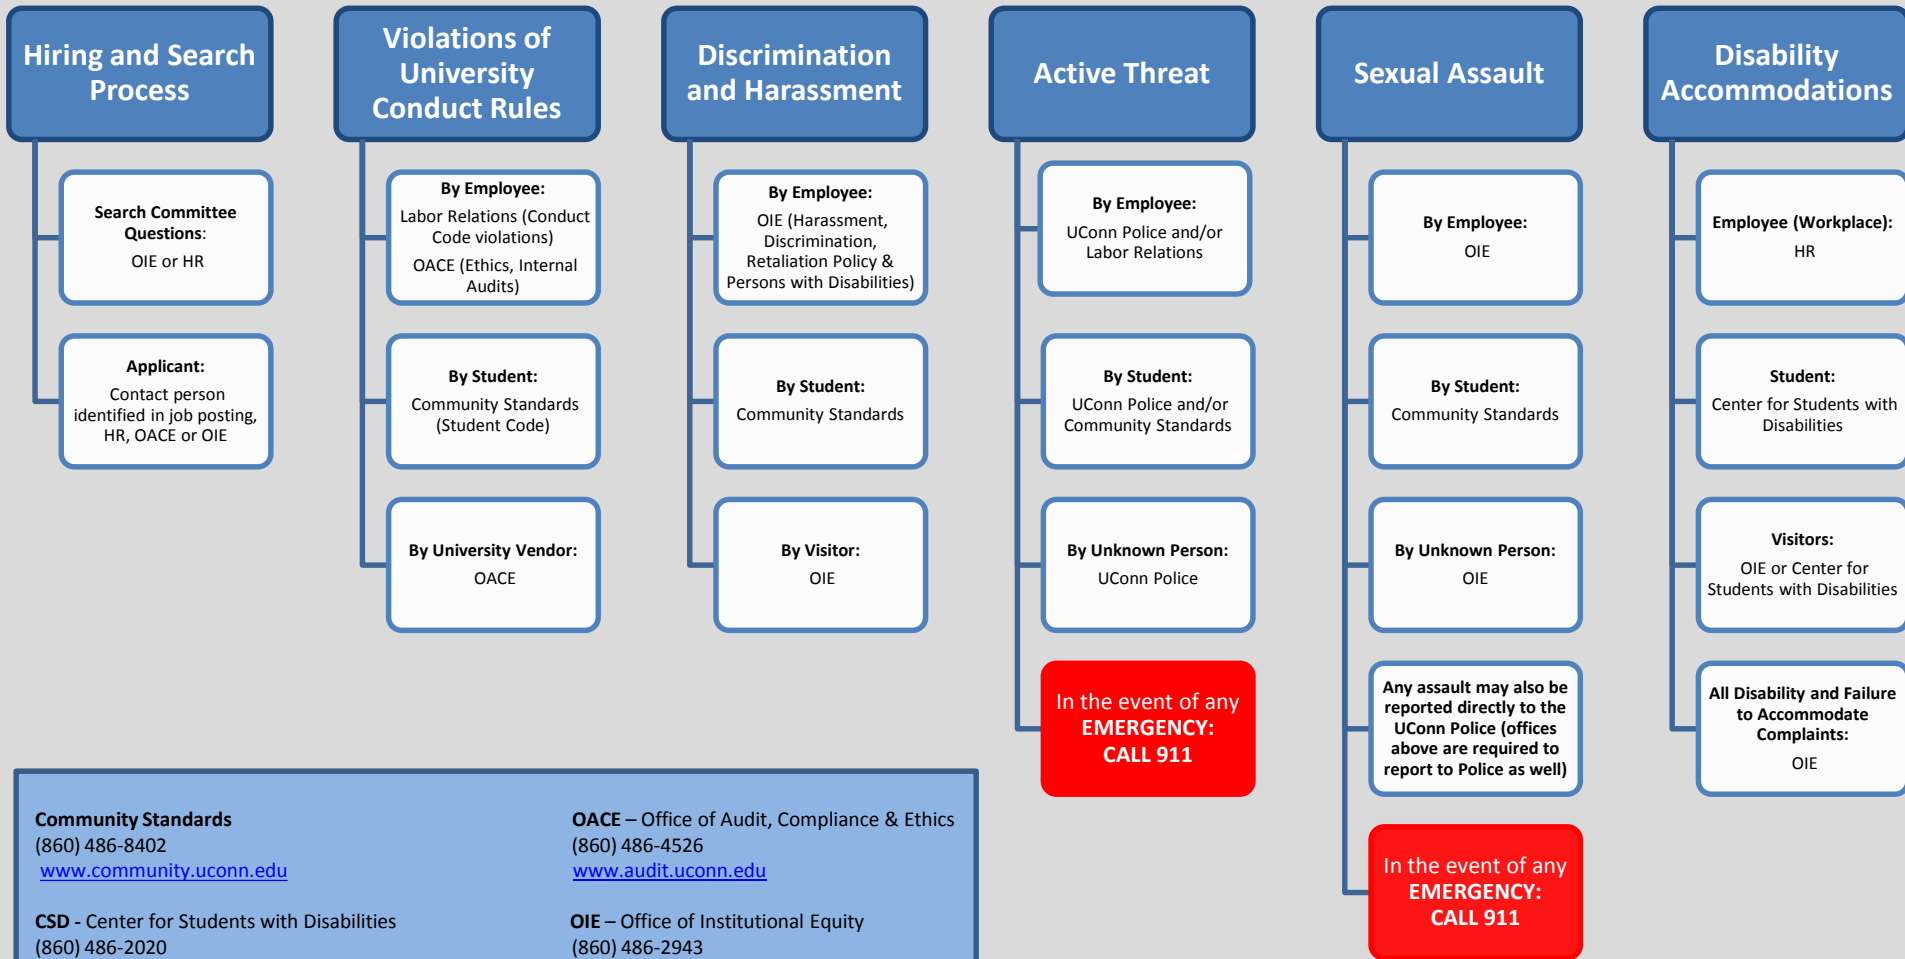 Hiring and Search
Process
Search Committee
Questions:
OIE or HR
Applicant:
Contact person
identified in job posting,
HR, OACE or OIE
Violations of
University
Conduct Rules
By Employee:
Labor Relations (Conduct
Code violations)
OACE (Ethics, Internal
Audits)
By Student:
Community Standards
(Student Code)
By University Vendor:
OACE
Discrimination
and Harassment
By Employee:
OIE (Harassment,
Discrimination,
Retaliation Policy &
Persons with Disabilities)
By Student:
Community Standards
By Visitor:
OIE
Active Threat
By Employee:
UConn Police and/or
Labor Relations
By Student:
UConn Police and/or
Community Standards
By Unknown Person:
UConn Police
In the event of any
EMERGENCY:
CALL 911
Sexual Assault
By Employee:
OIE
By Student:
Community Standards
By Unknown Person:
OIE
Any assault may also be
reported directly to the
UConn Police (offices
above are required to
report to Police as well)
In the event of any
EMERGENCY:
CALL 911
Disability
Accommodations
Employee (Workplace):
HR
Student:
Center for Students with
Disabilities
Visitors:
OIE or Center for
Students with Disabilities
All Disability and Failure
to Accommodate
Complaints:
OIE
Community Standards
(860) 486-8402
www.community.uconn.edu
CSD - Center for Students with Disabilities
(860) 486-2020
OACE – Office of Audit, Compliance & Ethics
(860) 486-4526
www.audit.uconn.edu
OIE – Office of Institutional Equity
(860) 486-2943